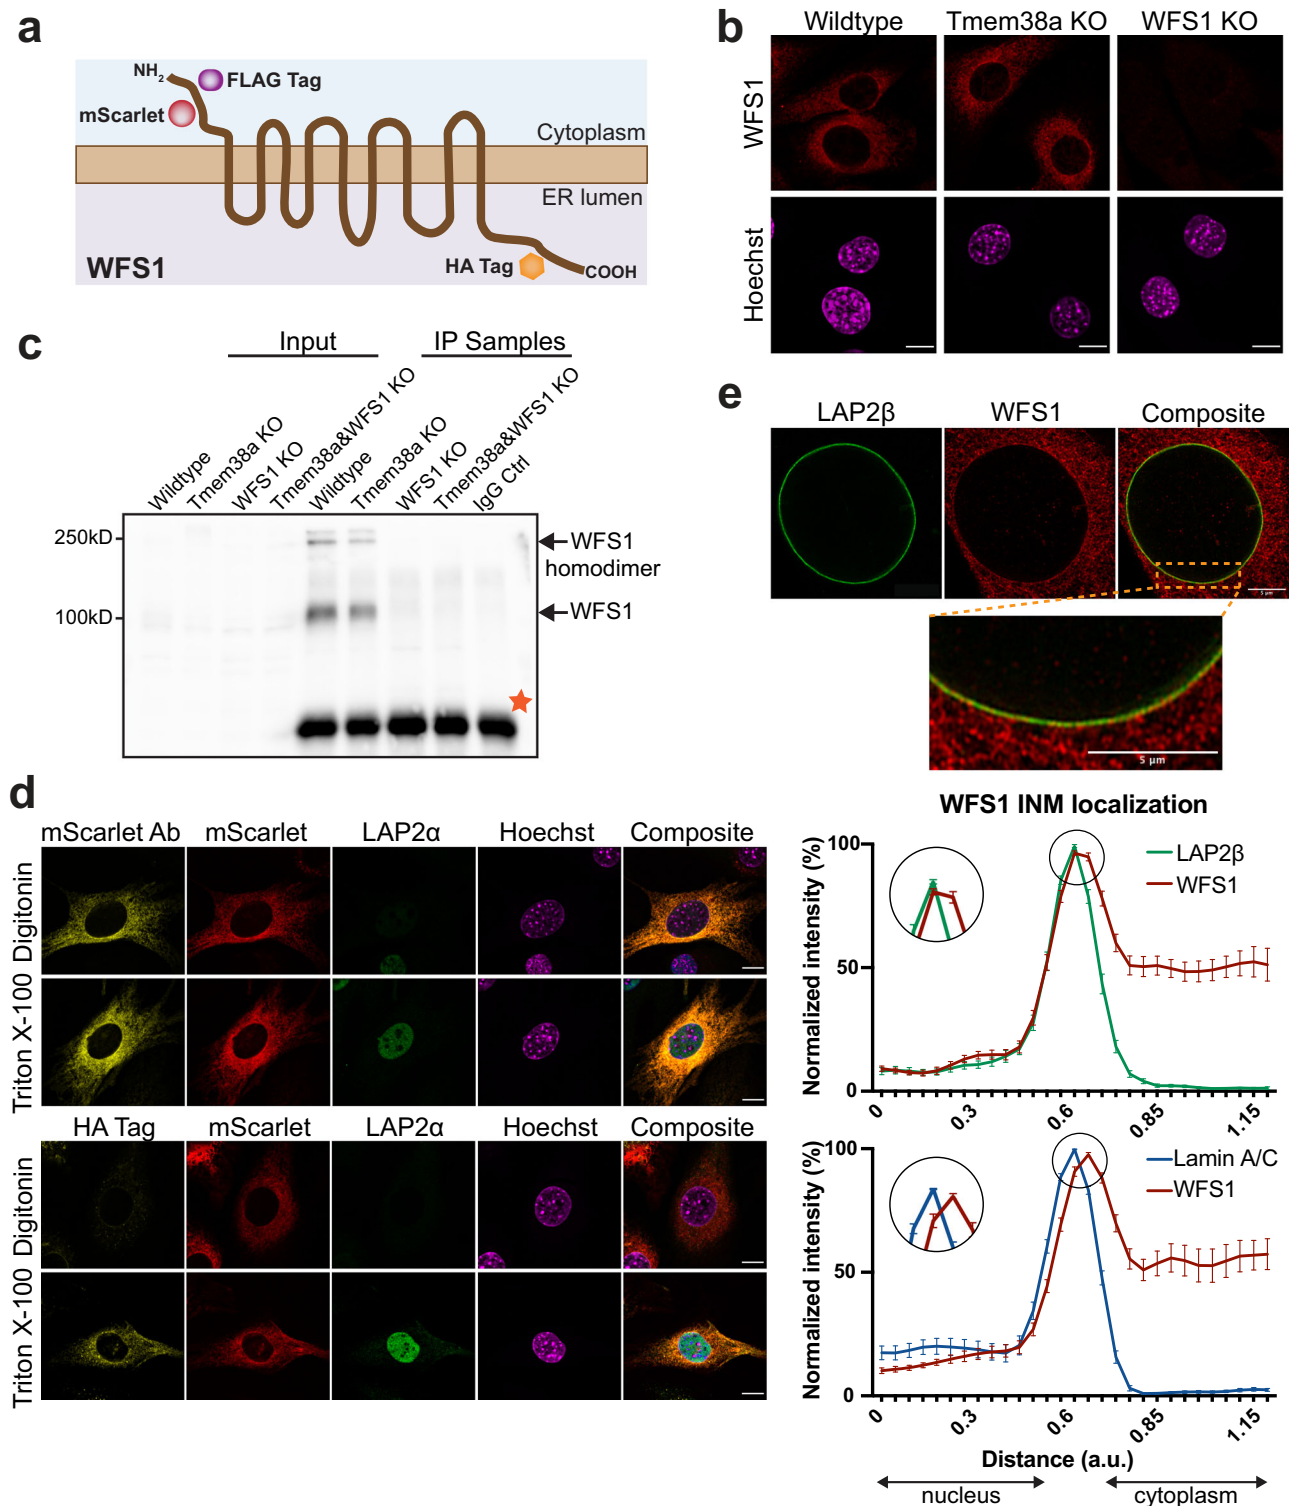 a
NH2
FLAG Tag
mScarlet
Cytoplasm
ER lumen
HA Tag
COOH
WFS1
b
Wildtype
Tmem38a KO
WFS1 KO
WFS1
Hoechst
c
Input
IP Samples
Wildtype
Tmem38a KO
WFS1 KO
Tmem38a&WFS1 KO
Wildtype
Tmem38a KO
WFS1 KO
Tmem38a&WFS1 KO
IgG Ctrl
250kD
100kD
WFS1
homodimer
WFS1
d
mScarlet Ab
mScarlet
LAP2α
Hoechst
Composite
Digitonin
Triton X-100
HA Tag
mScarlet
LAP2α
Hoechst
Composite
Digitonin
Triton X-100
e
LAP2β
WFS1
Composite
5 µm
5 µm
WFS1 INM localization
Normalized intensity (%)
100
50
0
LAP2β
WFS1
0
0.3
0.6
0.85
1.15
Normalized intensity (%)
100
50
0
Lamin A/C
WFS1
0
0.3
0.6
0.85
1.15
Distance (a.u.)
nucleus
cytoplasm